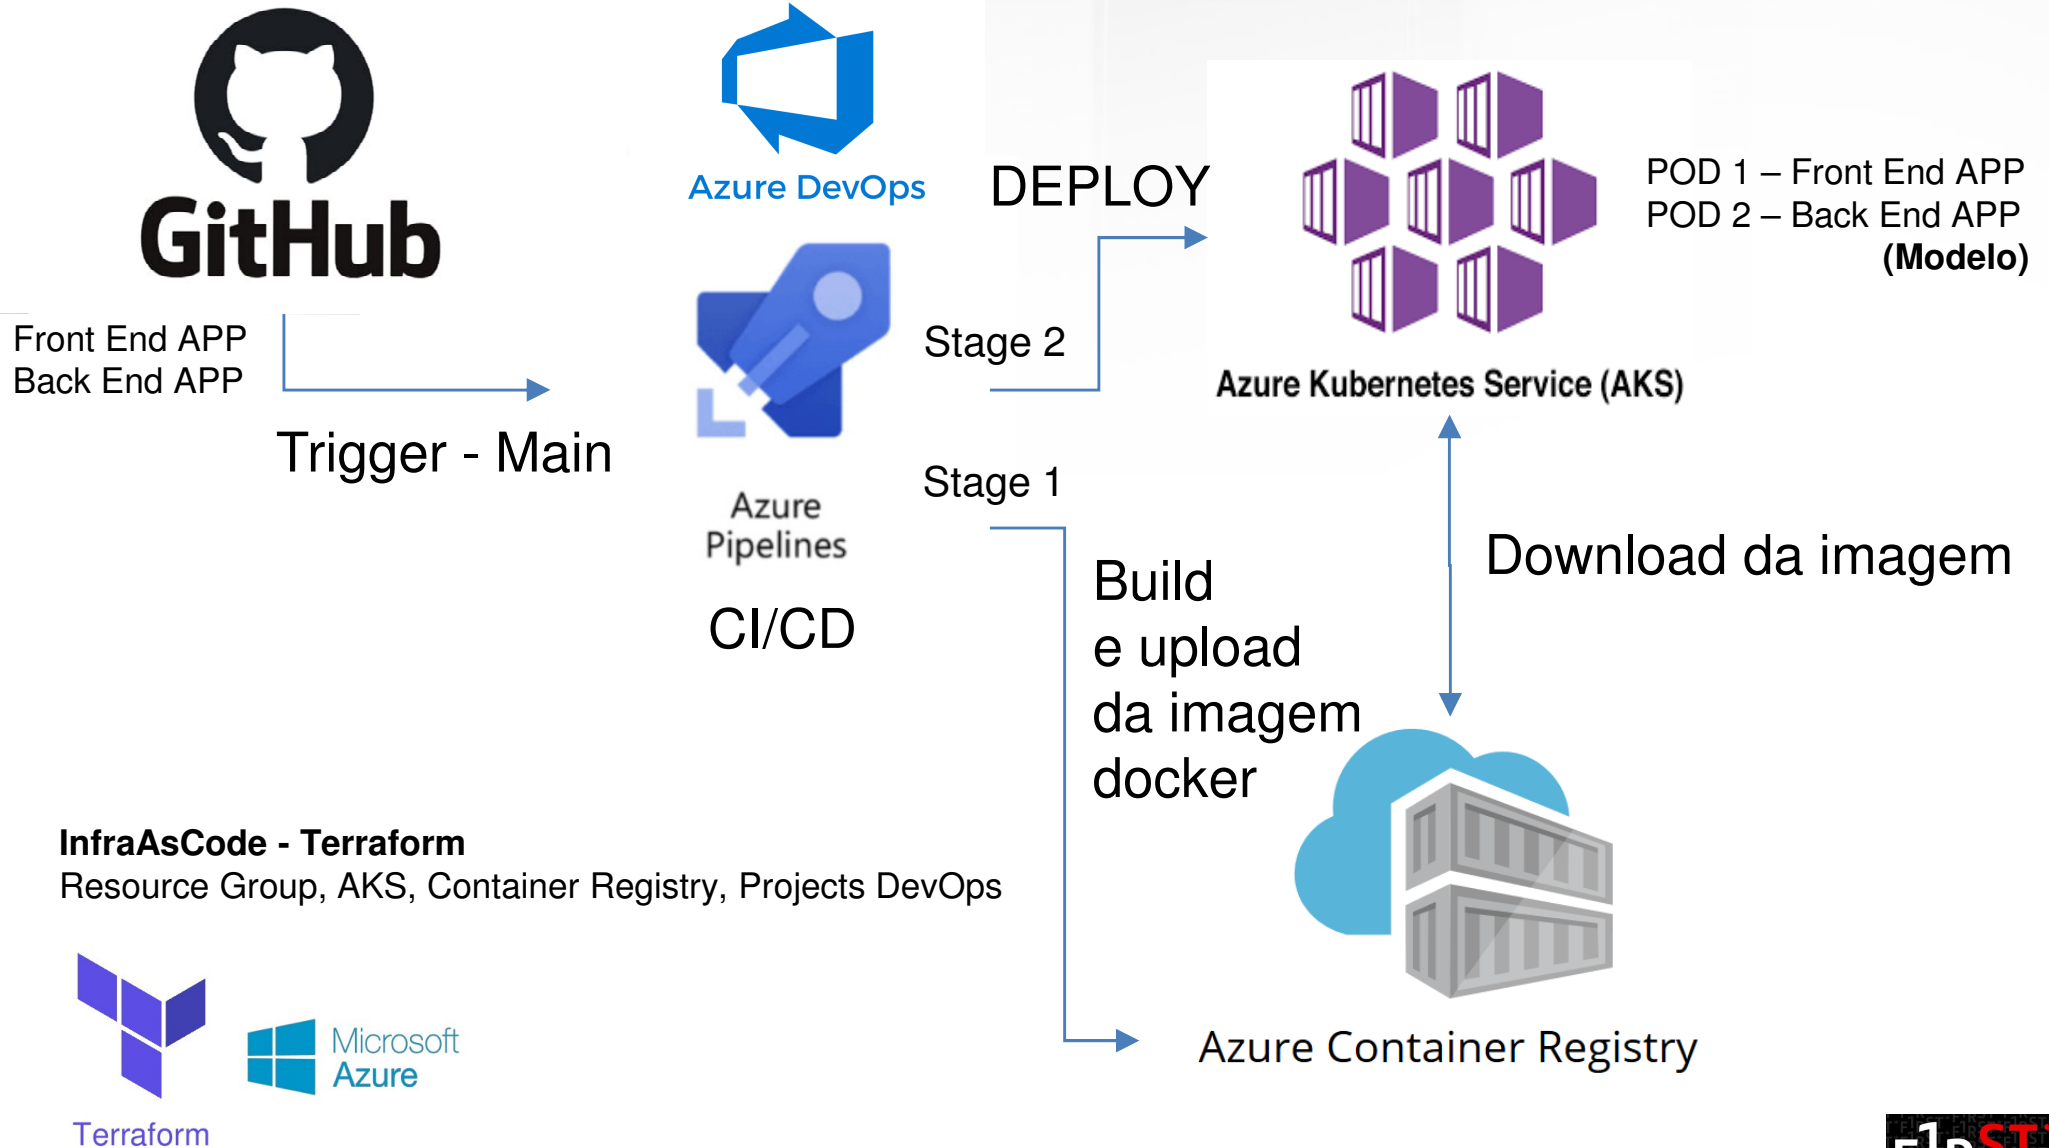 GitHub
Front End APP
Back End APP
Trigger - Main
Azure DevOps
Azure
Pipelines
CI/CD
Stage 2
Stage 1
DEPLOY
Azure Kubernetes Service (AKS)
POD 1 – Front End APP
POD 2 – Back End APP
(Modelo)
Download da imagem
Build
e upload
da imagem
docker
Azure Container Registry
InfraAsCode - Terraform
Resource Group, AKS, Container Registry, Projects DevOps
Terraform
Microsoft
Azure